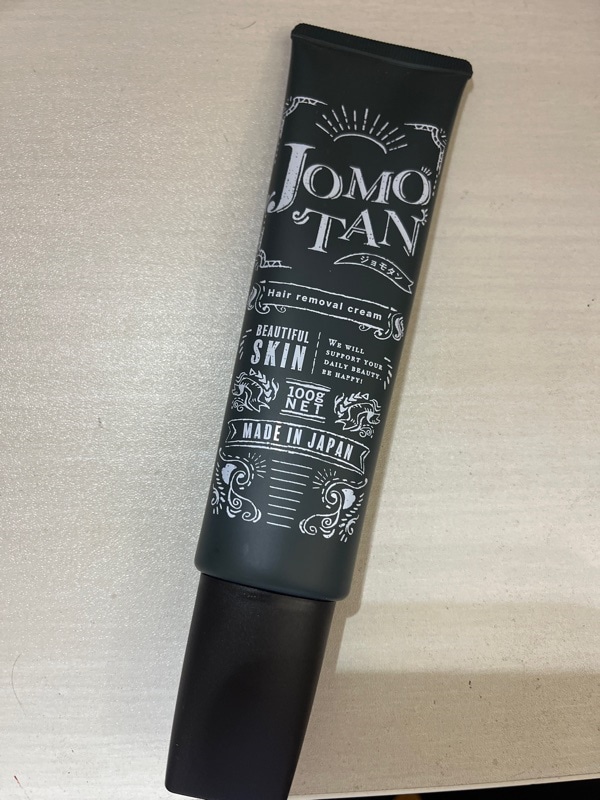 JOMO
TAN
ジョモタン
Hair removal cream
BEAUTIFUL
SKIN
WE WILL
SUPPORT YOUR
DAILY BEAUTY.
BE HAPPY!
100g
NET
MADE IN JAPAN